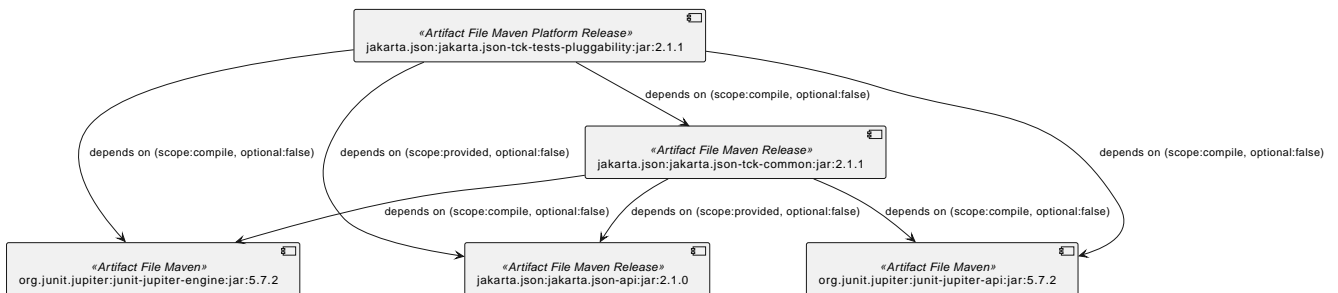 «Artifact File Maven Platform Release»
jakarta.json:jakarta.json-tck-tests-pluggability:jar:2.1.1
depends on (scope:compile, optional:false)
«Artifact File Maven Release»
jakarta.json:jakarta.json-tck-common:jar:2.1.1
depends on (scope:compile, optional:false)
depends on (scope:provided, optional:false)
depends on (scope:compile, optional:false)
depends on (scope:compile, optional:false)
depends on (scope:provided, optional:false)
depends on (scope:compile, optional:false)
«Artifact File Maven»
org.junit.jupiter:junit-jupiter-engine:jar:5.7.2
«Artifact File Maven Release»
jakarta.json:jakarta.json-api:jar:2.1.0
«Artifact File Maven»
org.junit.jupiter:junit-jupiter-api:jar:5.7.2